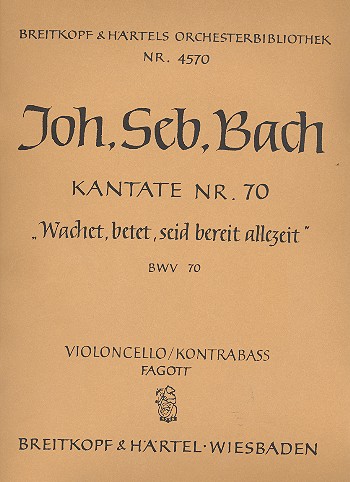 BREITKOPF & HÄRTELS ORCHESTERBIBLIOTHEK
NR. 4570
Joh. Seb. Bach
KANTATE NR. 70
„Wachet, betet, seid bereit allezeit"
BWV 70
VIOLONCELLO/KONTRABASS
FAGOTT
BREITKOPF & HÄRTEL · WIESBADEN